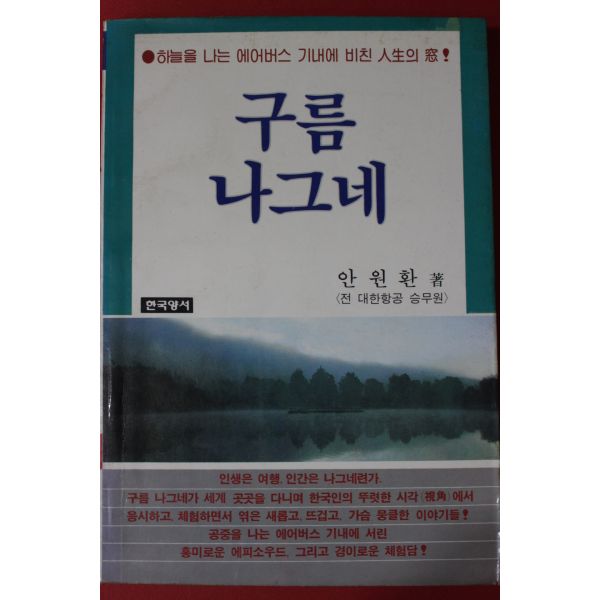 ●하늘을 나는 에어버스 기내에 비친 人生의 窓!
구름
나그네
안원환 著
〈전 대한항공 승무원〉
한국양서
인생은 여행, 인간은 나그네련가.
구름 나그네가 세계 곳곳을 다니며 한국인의 뚜렷한 시각(視角)에서
응시하고, 체험하면서 엮은 새롭고, 뜨겁고, 가슴 뭉클한 이야기들!
공중을 나는 에어버스 기내에 서린
흥미로운 에피소우드, 그리고 경이로운 체험담!